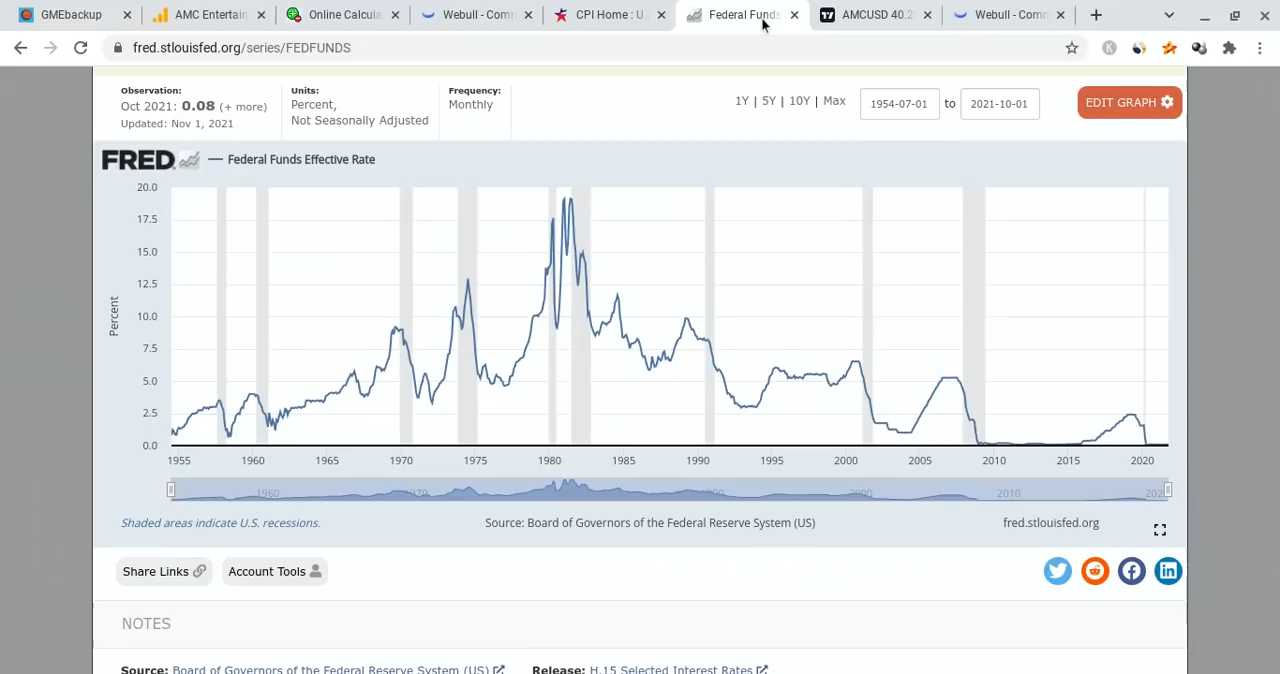 GMEbackup
AMC Entertain
Online Calcula
Webull - Comm
CPI Home : U.
Federal Funds
AMCUSD 40.2
Webull - Comm
fred.stlouisfed.org/series/FEDFUNDS
Observation:
Oct 2021: 0.08 (+ more)
Updated: Nov 1, 2021
Units:
Percent,
Not Seasonally Adjusted
Frequency:
Monthly
1Y | 5Y | 10Y | Max
1954-07-01 to 2021-10-01
EDIT GRAPH
FRED
Federal Funds Effective Rate
Percent
20.0
17.5
15.0
12.5
10.0
7.5
5.0
2.5
0.0
1955 1960 1965 1970 1975 1980 1985 1990 1995 2000 2005 2010 2015 2020
1960 2000 2010
Shaded areas indicate U.S. recessions.
Source: Board of Governors of the Federal Reserve System (US)
fred.stlouisfed.org
Share Links
Account Tools
NOTES
Source: Board of Governors of the Federal Reserve System (US)
Release: H.15 Selected Interest Rates